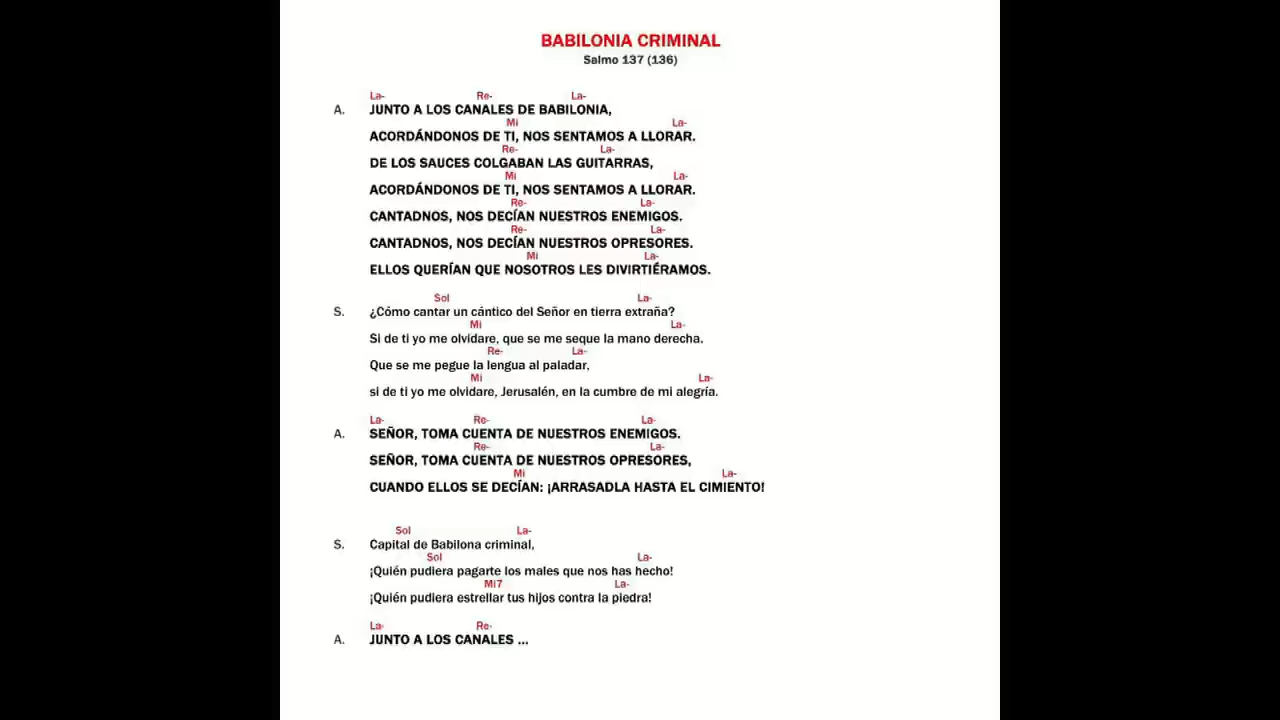 BABILONIA CRIMINAL
Salmo 137 (136)
La- Re- La-
A. JUNTO A LOS CANALES DE BABILONIA,
Mi La-
ACORDÁNDONOS DE TI, NOS SENTAMOS A LLORAR.
Re- La-
DE LOS SAUCES COLGABAN LAS GUITARRAS,
Mi La-
ACORDÁNDONOS DE TI, NOS SENTAMOS A LLORAR.
Re- La-
CANTADNOS, NOS DECÍAN NUESTROS ENEMIGOS.
Re- La-
CANTADNOS, NOS DECÍAN NUESTROS OPRESORES.
Mi La-
ELLOS QUERÍAN QUE NOSOTROS LES DIVIRTIÉRAMOS.
Sol La-
S. ¿Cómo cantar un cántico del Señor en tierra extraña?
Mi La-
Si de ti yo me olvidare, que se me seque la mano derecha.
Re- La-
Que se me pegue la lengua al paladar,
Mi La-
si de ti yo me olvidare, Jerusalén, en la cumbre de mi alegría.
La- Re- La-
A. SEÑOR, TOMA CUENTA DE NUESTROS ENEMIGOS.
Re- La-
SEÑOR, TOMA CUENTA DE NUESTROS OPRESORES,
Mi La-
CUANDO ELLOS SE DECÍAN: ¡ARRASADLA HASTA EL CIMIENTO!
Sol La-
S. Capital de Babilona criminal,
Sol La-
¡Quién pudiera pagarte los males que nos has hecho!
Mi7 La-
¡Quién pudiera estrellar tus hijos contra la piedra!
La- Re-
A. JUNTO A LOS CANALES ...